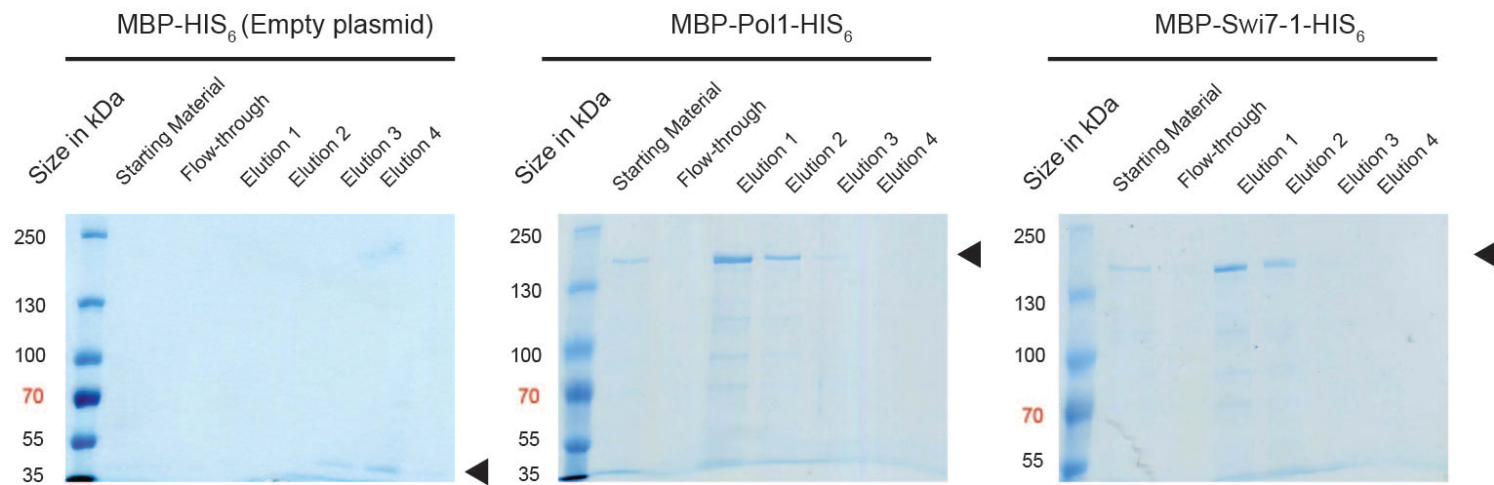 MBP-HIS₆ (Empty plasmid)
Size in kDa
Starting Material
Flow-through
Elution 1
Elution 2
Elution 3
Elution 4
250
130
100
70
55
35
MBP-Pol1-HIS₆
Size in kDa
Starting Material
Flow-through
Elution 1
Elution 2
Elution 3
Elution 4
250
130
100
70
55
35
MBP-Swi7-1-HIS₆
Size in kDa
Starting Material
Flow-through
Elution 1
Elution 2
Elution 3
Elution 4
250
130
100
70
55